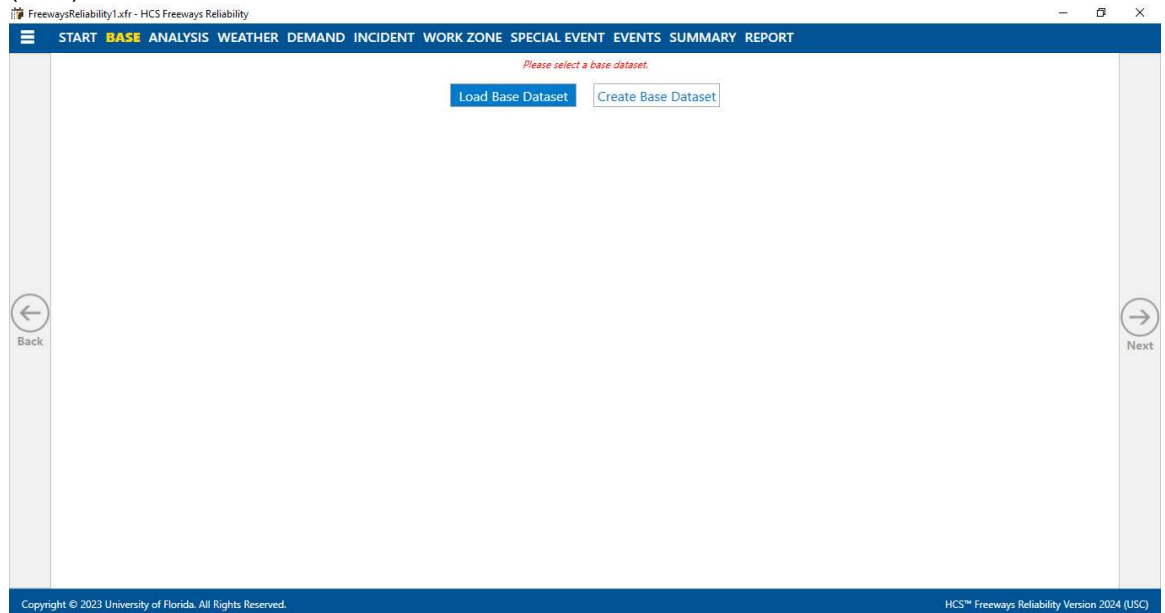 FreewaysReliability1.xfr - HCS Freeways Reliability
START BASE ANALYSIS WEATHER DEMAND INCIDENT WORK ZONE SPECIAL EVENT EVENTS SUMMARY REPORT
Please select a base dataset.
Load Base Dataset Create Base Dataset
Back
Next
Copyright © 2023 University of Florida. All Rights Reserved. HCS™ Freeways Reliability Version 2024 (USC)